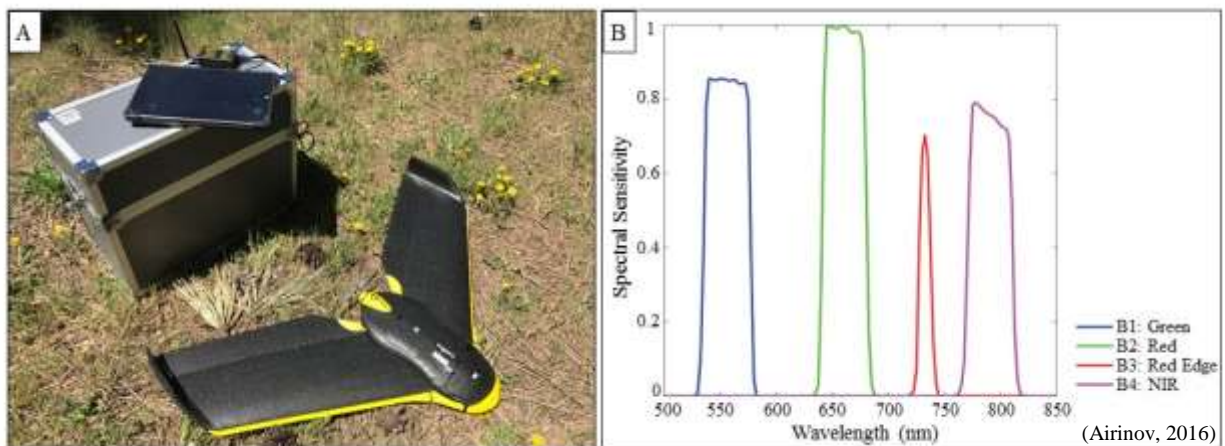 A
B
1
0.8
0.6
0.4
0.2
0
Spectral Sensitivity
500 550 600 650 700 750 800 850
Wavelength (nm)
B1: Green
B2: Red
B3: Red Edge
B4: NIR
(Airinov, 2016)